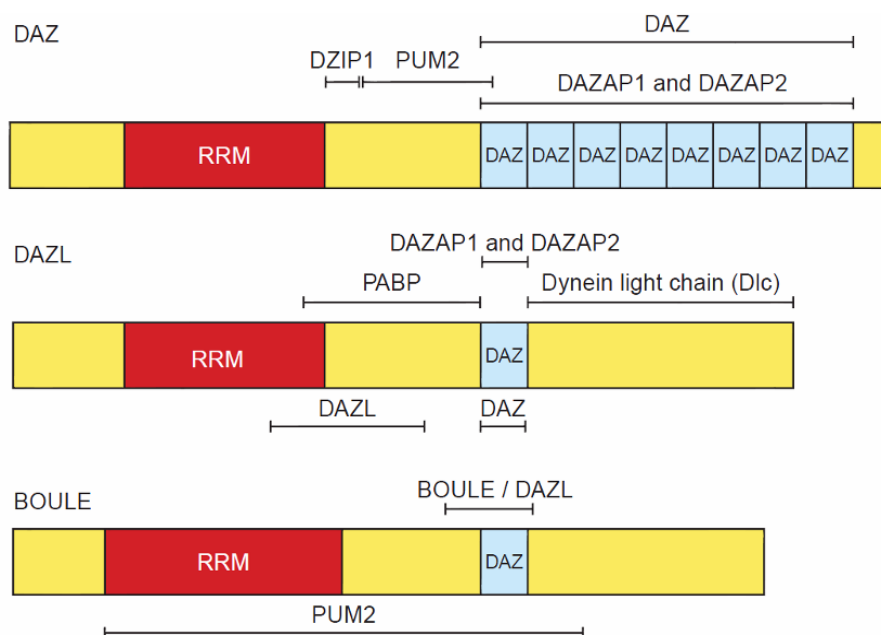 DAZ
DAZ
DZIP1 PUM2
DAZAP1 and DAZAP2
RRM DAZ DAZ DAZ DAZ DAZ DAZ DAZ DAZ
DAZAP1 and DAZAP2
DAZL
PABP Dynein light chain (Dlc)
RRM DAZ
DAZL DAZ
BOULE / DAZL
BOULE
RRM DAZ
PUM2